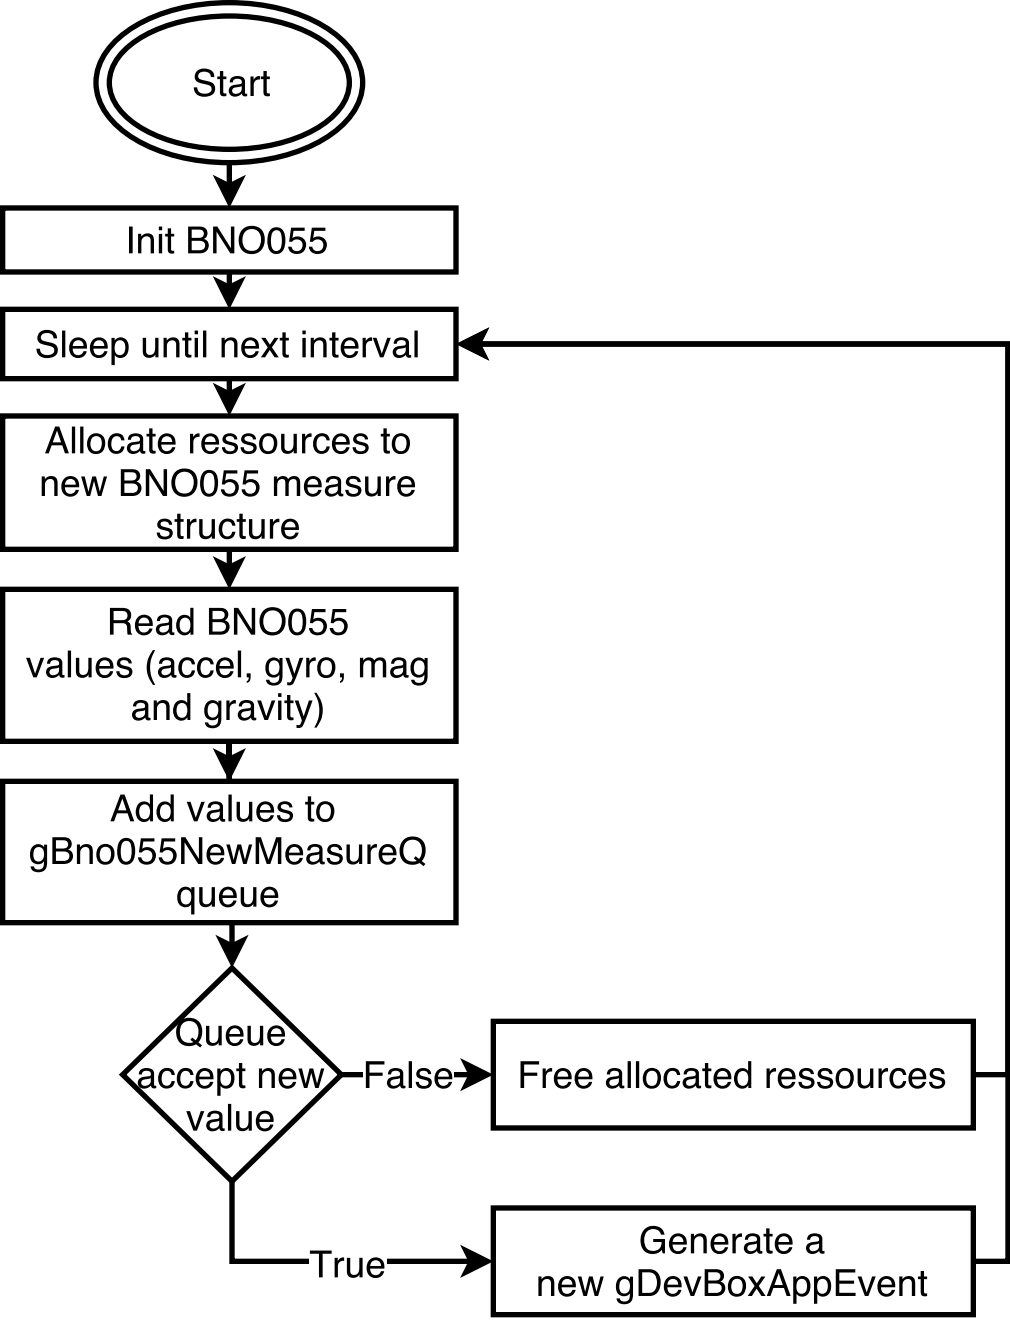 Start
Init BNO055
Sleep until next interval
Allocate ressources to
new BNO055 measure
structure
Read BNO055
values (accel, gyro, mag
and gravity)
Add values to
gBno055NewMeasureQ
queue
Queue
accept new
value
False
Free allocated ressources
True
Generate a
new gDevBoxAppEvent